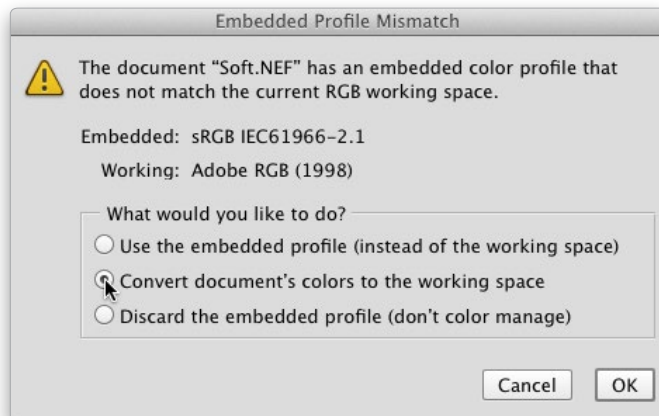 Embedded Profile Mismatch
The document “Soft.NEF” has an embedded color profile that
does not match the current RGB working space.
Embedded: sRGB IEC61966-2.1
Working: Adobe RGB (1998)
What would you like to do?
Use the embedded profile (instead of the working space)
Convert document's colors to the working space
Discard the embedded profile (don't color manage)
Cancel OK